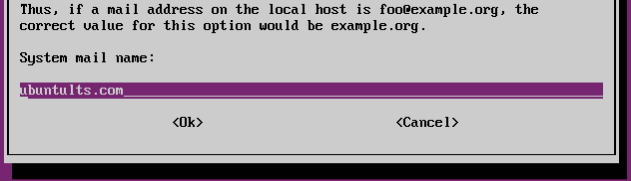 Thus, if a mail address on the local host is foo@example.org, the
correct value for this option would be example.org.
System mail name:
ubuntults.com
<Ok> <Cancel>